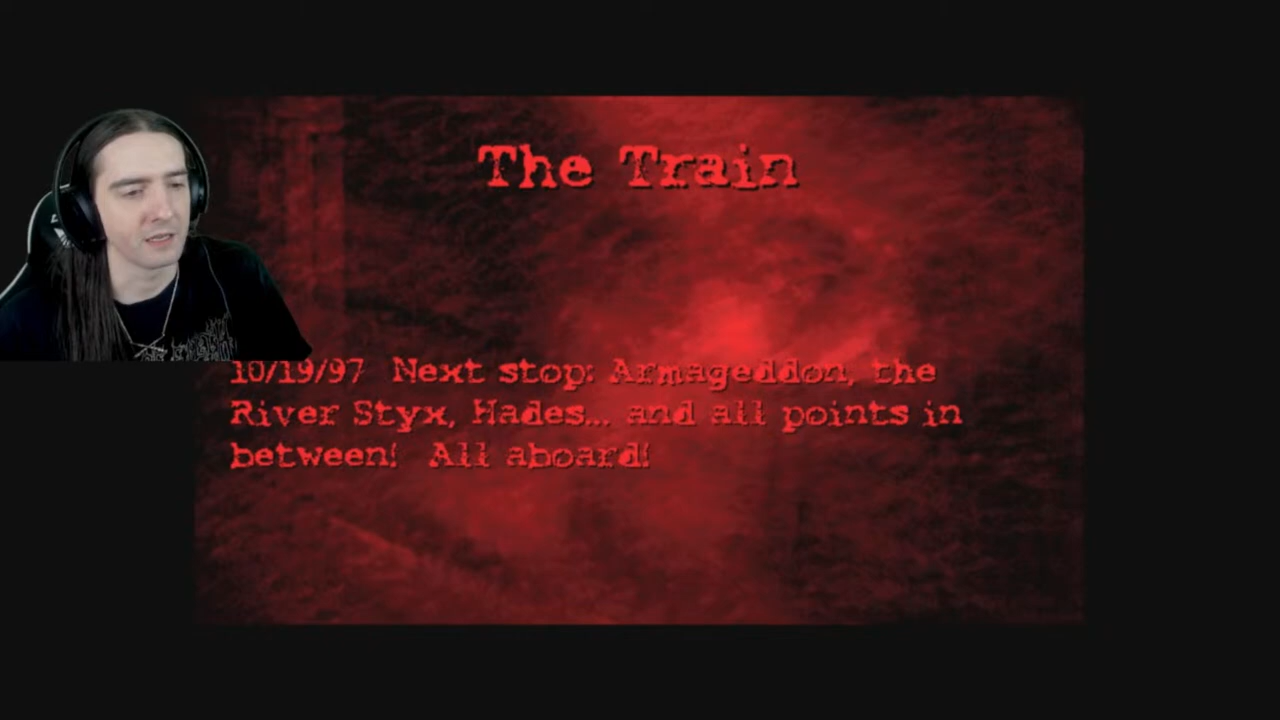 The Train
10/19/97 Next stop: Armageddon, the
River Styx, Hades... and all points in
between! All aboard!